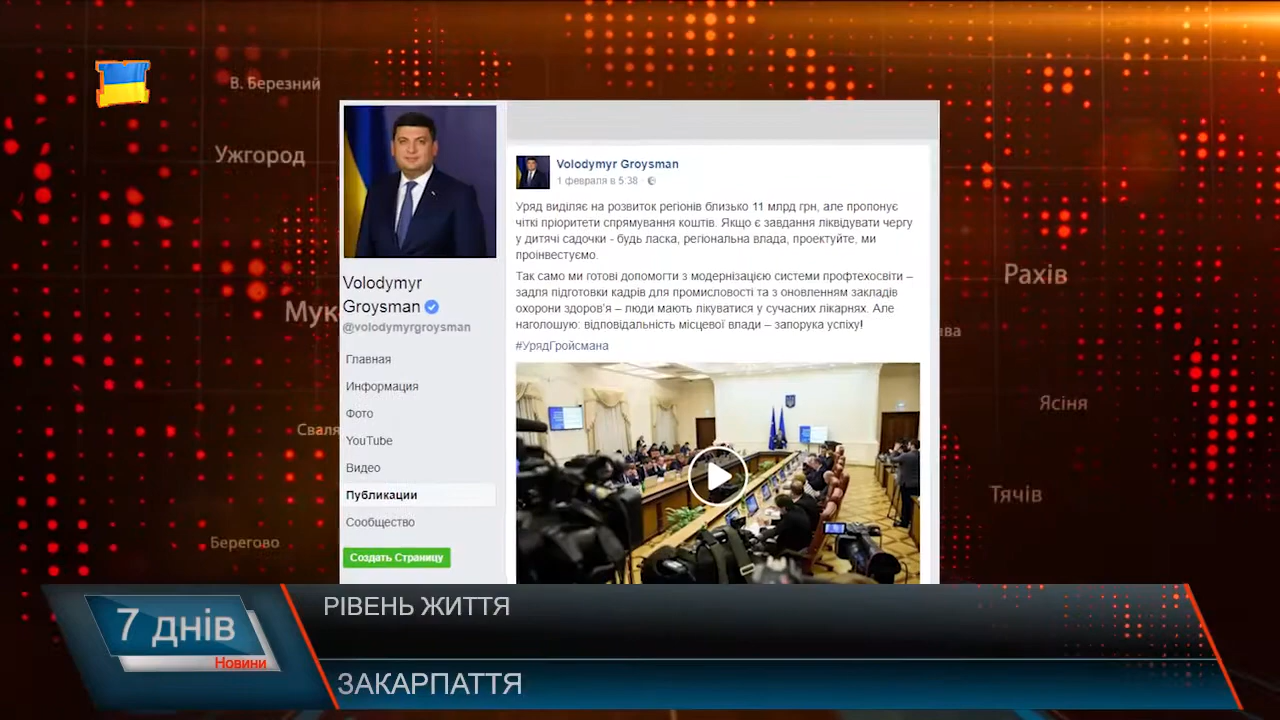 В. Березний
Ужгород
Мук
Сваля
Берегово
Рахів
ава
Ясіня
Тячів
Volodymyr
Groysman
@volodymyrgroysman
Главная
Информация
Фото
YouTube
Видео
Публикации
Сообщество
Создать Страницу
Volodymyr Groysman
1 февраля в 5:38 ·
Уряд виділяє на розвиток регіонів близько 11 млрд грн, але пропонує
чіткі пріоритети спрямування коштів. Якщо є завдання ліквідувати чергу
у дитячі садочки - будь ласка, регіональна влада, проектуйте, ми
проінвестуємо.
Так само ми готові допомогти з модернізацією системи профтехосвіти –
задля підготовки кадрів для промисловості та з оновленням закладів
охорони здоров'я – люди мають лікуватися у сучасних лікарнях. Але
наголошую: відповідальність місцевої влади – запорука успіху!
#УрядГройсмана
7 днів
Новини
РІВЕНЬ ЖИТТЯ
ЗАКАРПАТТЯ